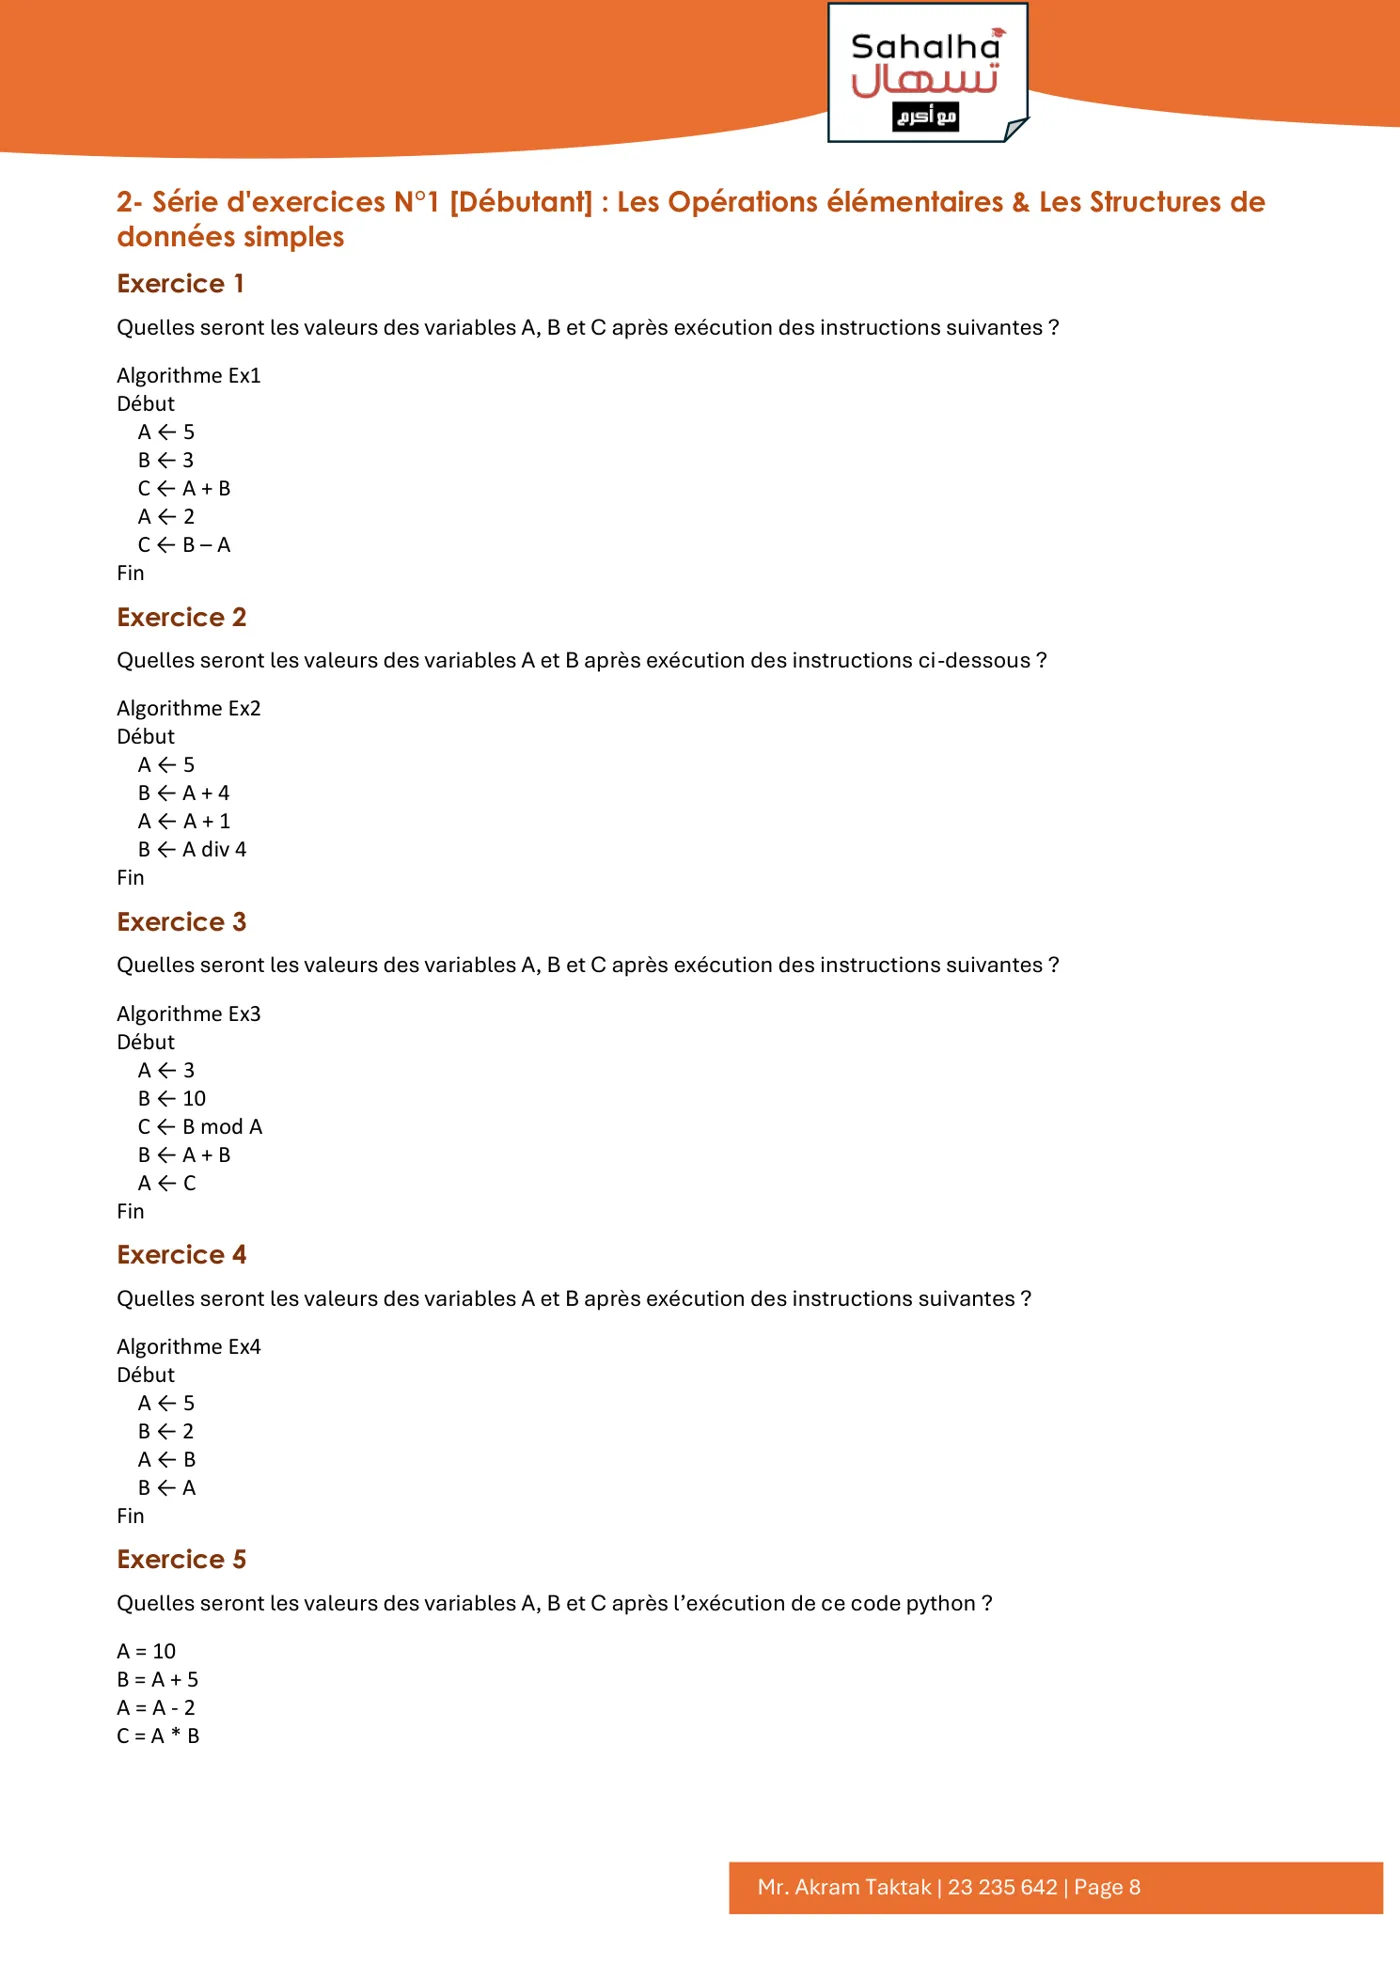 Sahalha
تسهال
مع أكرم
2- Série d'exercices N°1 [Débutant] : Les Opérations élémentaires & Les Structures de
données simples
Exercice 1
Quelles seront les valeurs des variables A, B et C après exécution des instructions suivantes ?
Algorithme Ex1
Début
A ← 5
B ← 3
C ← A + B
A ← 2
C ← B – A
Fin
Exercice 2
Quelles seront les valeurs des variables A et B après exécution des instructions ci-dessous ?
Algorithme Ex2
Début
A ← 5
B ← A + 4
A ← A + 1
B ← A div 4
Fin
Exercice 3
Quelles seront les valeurs des variables A, B et C après exécution des instructions suivantes ?
Algorithme Ex3
Début
A ← 3
B ← 10
C ← B mod A
B ← A + B
A ← C
Fin
Exercice 4
Quelles seront les valeurs des variables A et B après exécution des instructions suivantes ?
Algorithme Ex4
Début
A ← 5
B ← 2
A ← B
B ← A
Fin
Exercice 5
Quelles seront les valeurs des variables A, B et C après l’exécution de ce code python ?
A = 10
B = A + 5
A = A - 2
C = A * B
Mr. Akram Taktak | 23 235 642 | Page 8